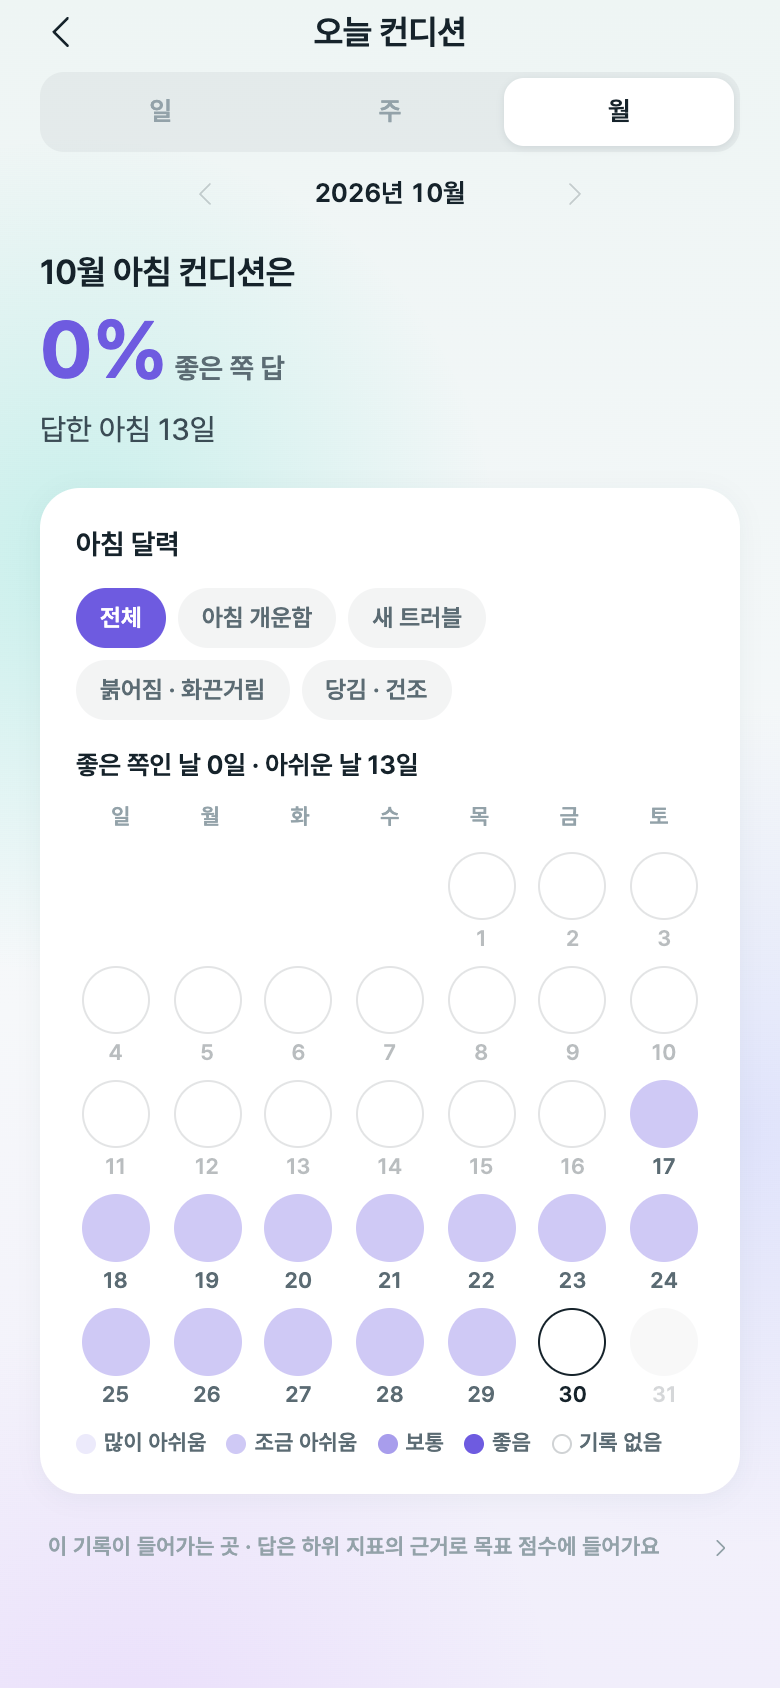 오늘 컨디션
일 주 월
2026년 10월
10월 아침 컨디션은
0% 좋은 쪽 답
답한 아침 13일
아침 달력
전체 아침 개운함 새 트러블
붉어짐 · 화끈거림 당김 · 건조
좋은 쪽인 날 0일 · 아쉬운 날 13일
일 월 화 수 목 금 토
1 2 3
4 5 6 7 8 9 10
11 12 13 14 15 16 17
18 19 20 21 22 23 24
25 26 27 28 29 30 31
많이 아쉬움 조금 아쉬움 보통 좋음 기록 없음
이 기록이 들어가는 곳 · 답은 하위 지표의 근거로 목표 점수에 들어가요